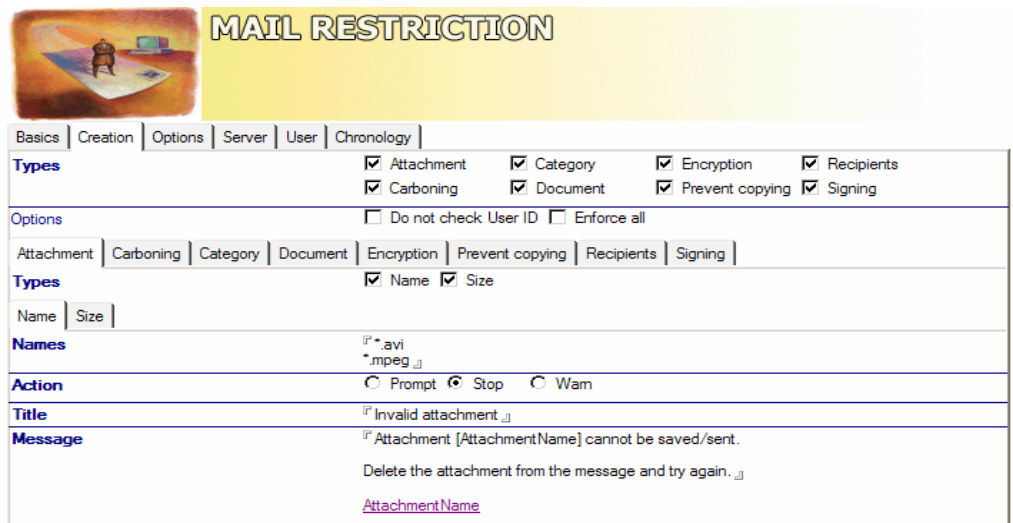 MAIL RESTRICTION
Basics Creation Options Server User Chronology
Types Attachment Category Encryption Recipients
Carboning Document Prevent copying Signing
Options Do not check User ID Enforce all
Attachment Carboning Category Document Encryption Prevent copying Recipients Signing
Types Name Size
Name Size
Names *.avi
*.mpeg
Action Prompt Stop Warn
Title Invalid attachment
Message Attachment [AttachmentName] cannot be saved/sent.
Delete the attachment from the message and try again.
AttachmentName